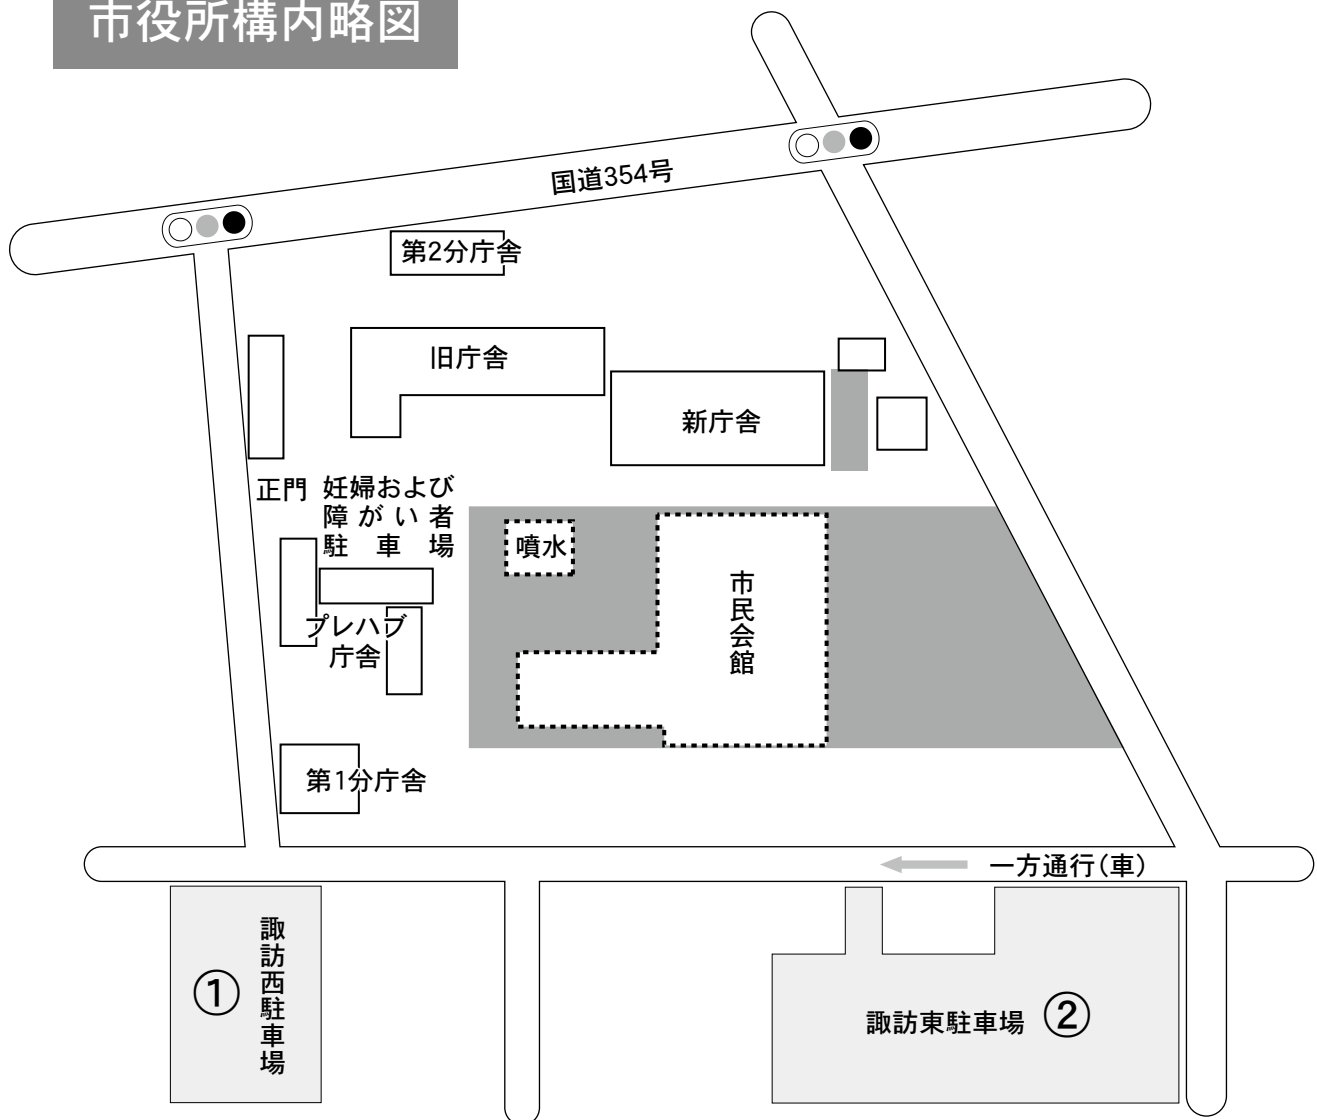 市役所構内略図
国道354号
第2分庁舎
旧庁舎
新庁舎
正門
妊婦および
障がい者
駐車場
噴水
市民会館
プレハブ
庁舎
第1分庁舎
一方通行(車)
①
諏訪西駐車場
諏訪東駐車場 ②